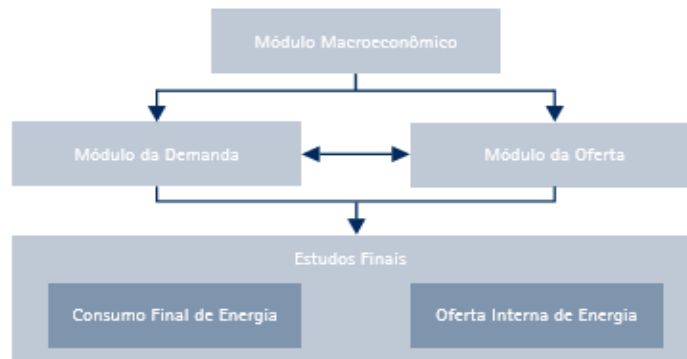 Módulo Macroeconômico
Módulo da Demanda
Módulo da Oferta
Estudos Finais
Consumo Final de Energia
Oferta Interna de Energia